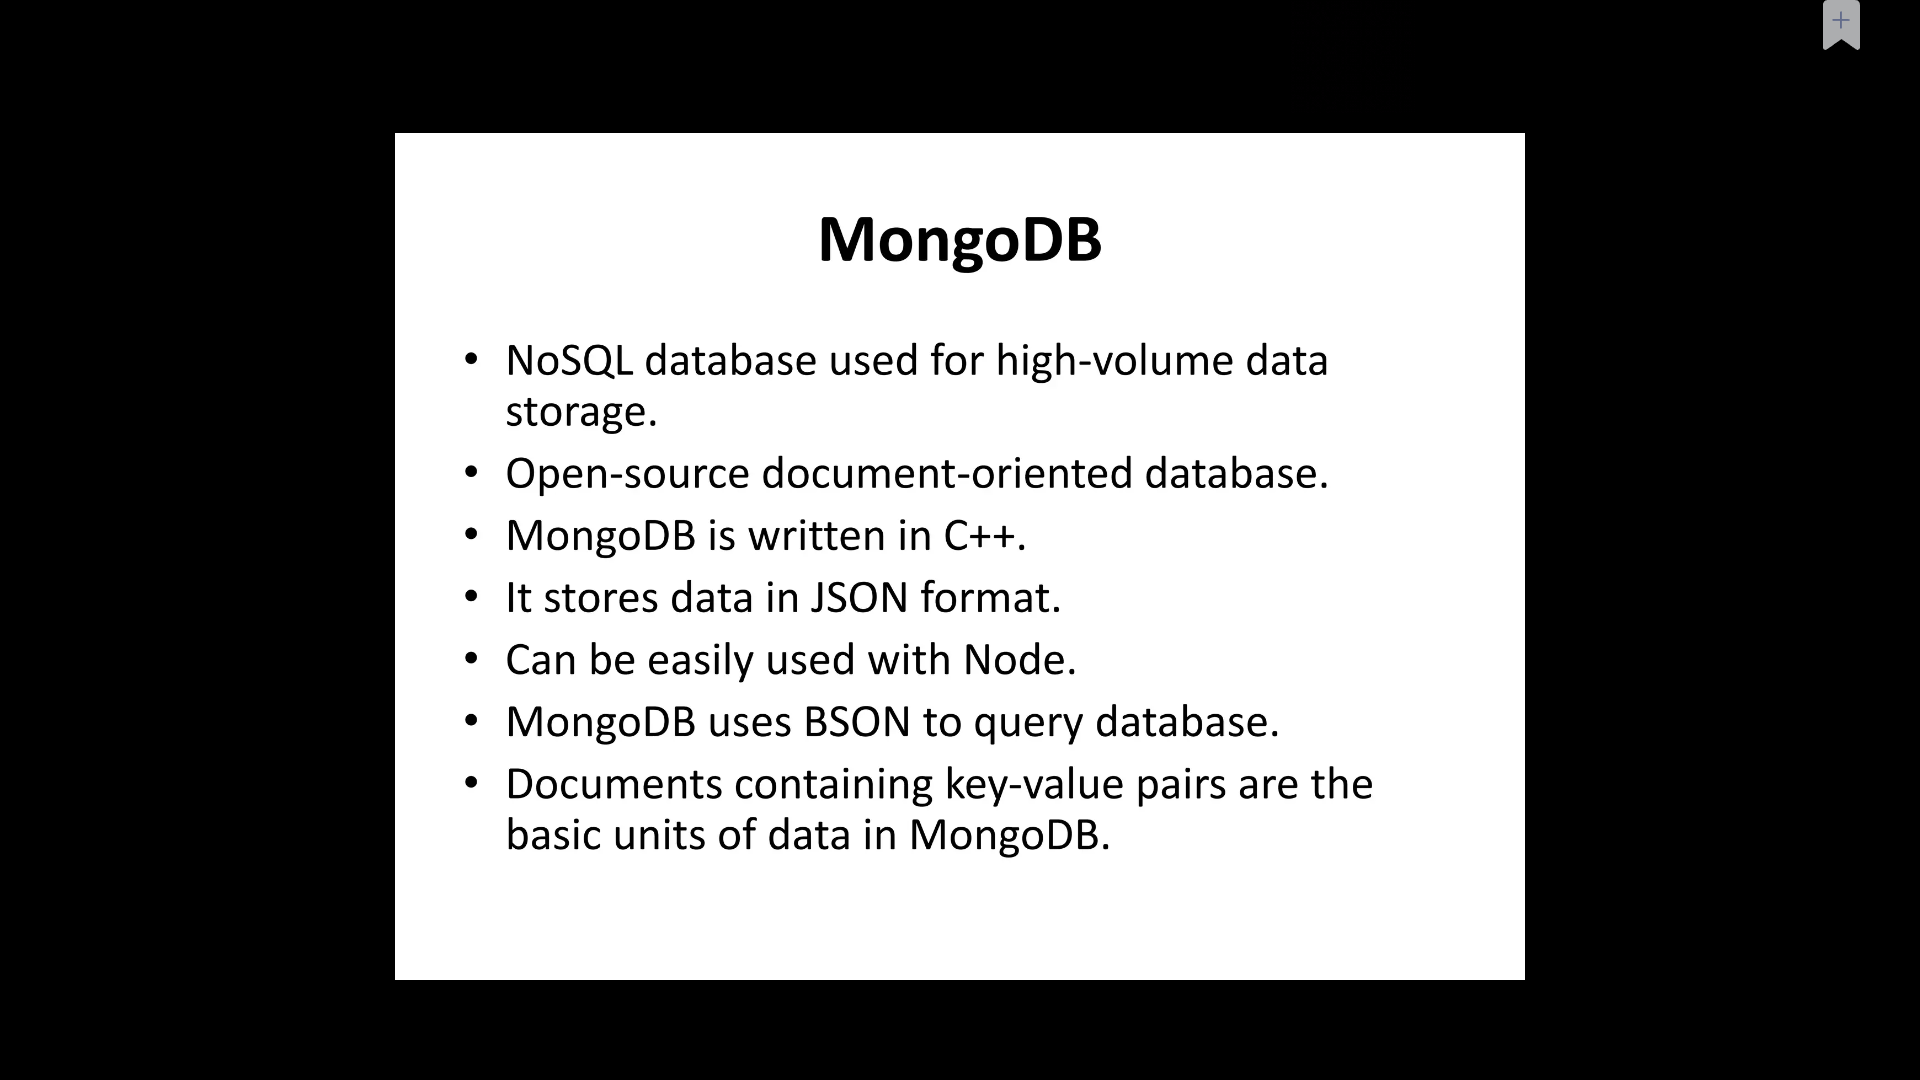 MongoDB
• NoSQL database used for high-volume data
storage.
• Open-source document-oriented database.
• MongoDB is written in C++.
• It stores data in JSON format.
• Can be easily used with Node.
• MongoDB uses BSON to query database.
• Documents containing key-value pairs are the
basic units of data in MongoDB.